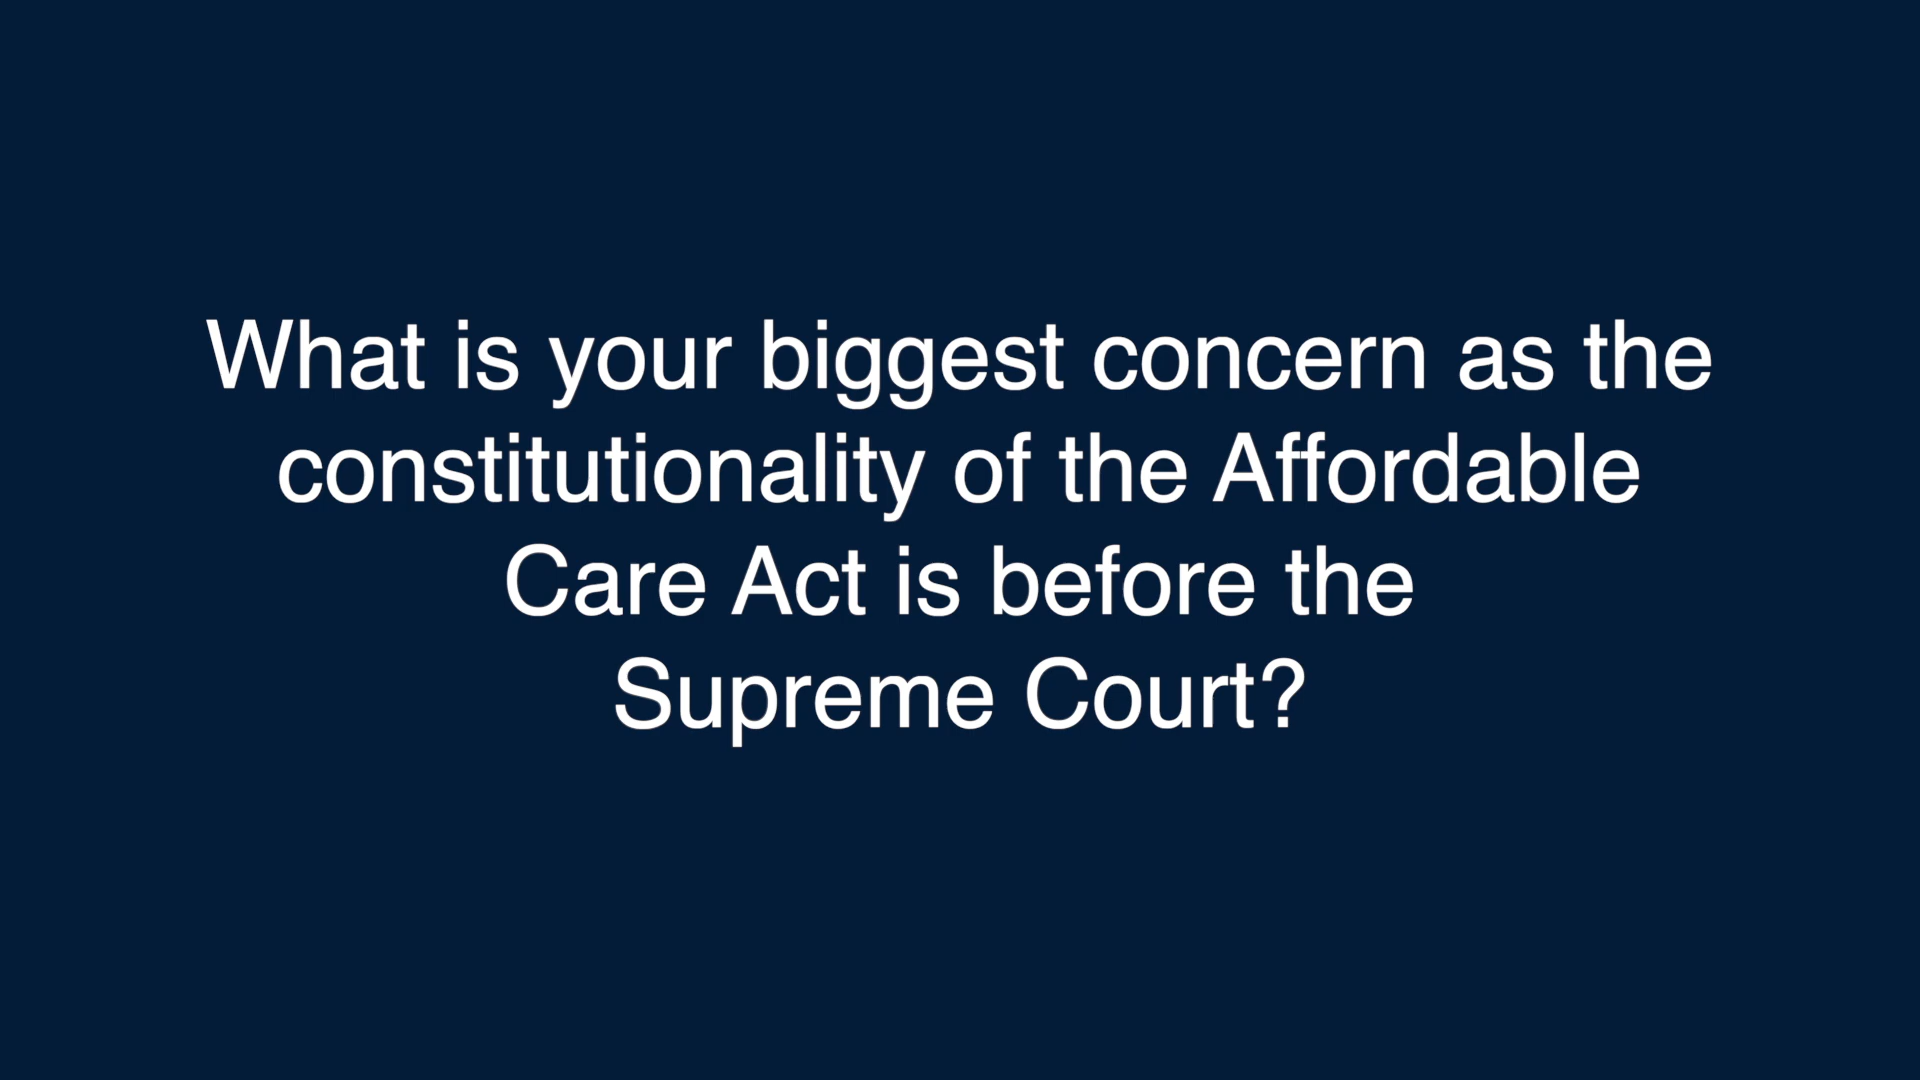 What is your biggest concern as the
constitutionality of the Affordable
Care Act is before the
Supreme Court?